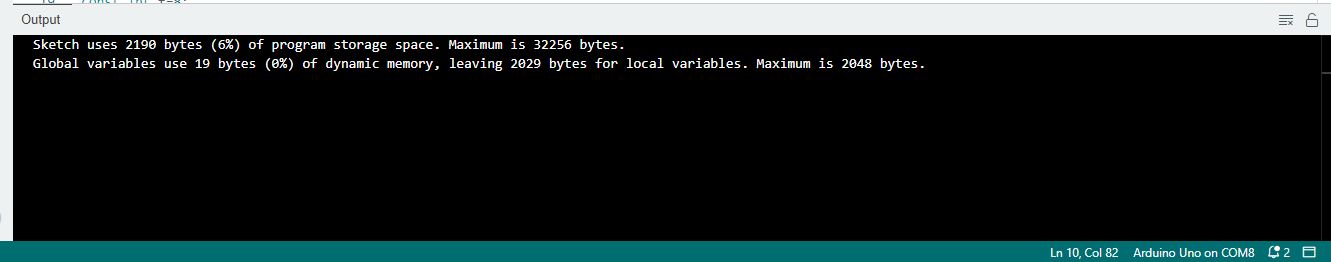 Output
Sketch uses 2190 bytes (6%) of program storage space. Maximum is 32256 bytes.
Global variables use 19 bytes (0%) of dynamic memory, leaving 2029 bytes for local variables. Maximum is 2048 bytes.
Ln 10, Col 82 Arduino Uno on COM8 2